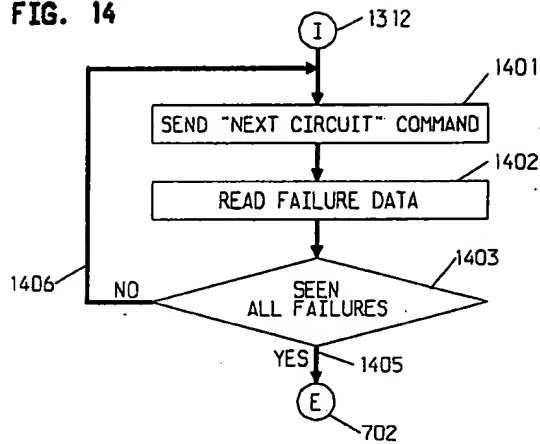 FIG. 14
I
1312
1401
SEND "NEXT CIRCUIT" COMMAND
1402
READ FAILURE DATA
1403
SEEN
ALL FAILURES
1406
NO
YES
1405
E
702